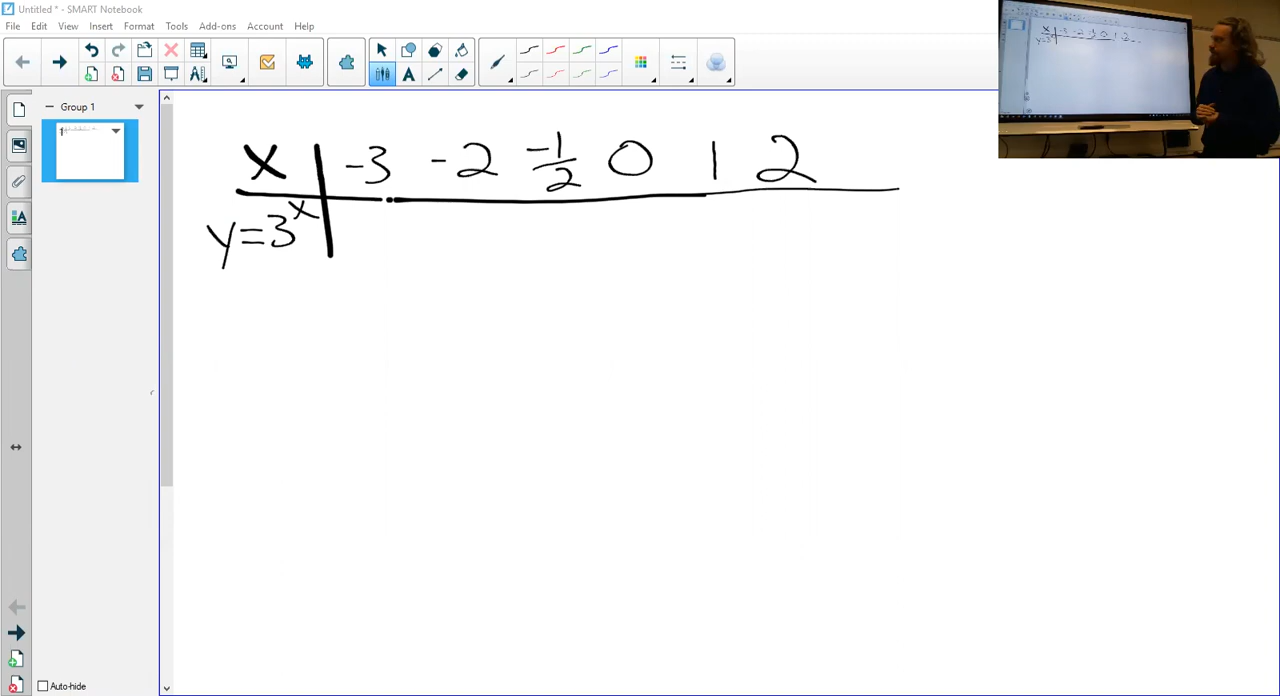 Untitled * - SMART Notebook
File Edit View Insert Format Tools Add-ons Account Help
Group 1
1
x -3 -2 -1/2 0 1 2
y=3^x
Auto-hide